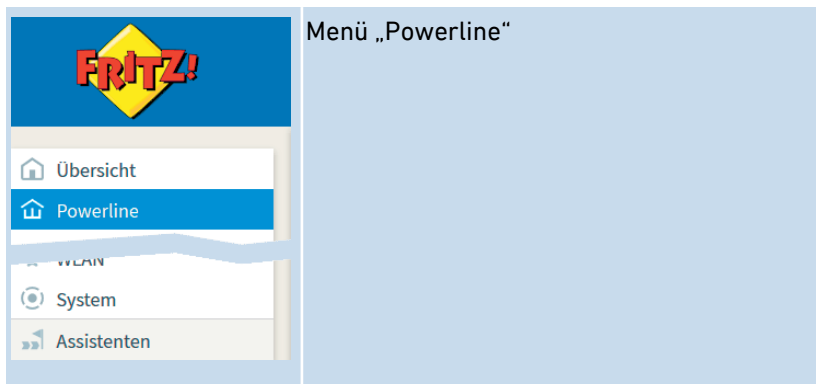 FRITZ!
Menü „Powerline“
Übersicht
Powerline
WLAN
System
Assistenten